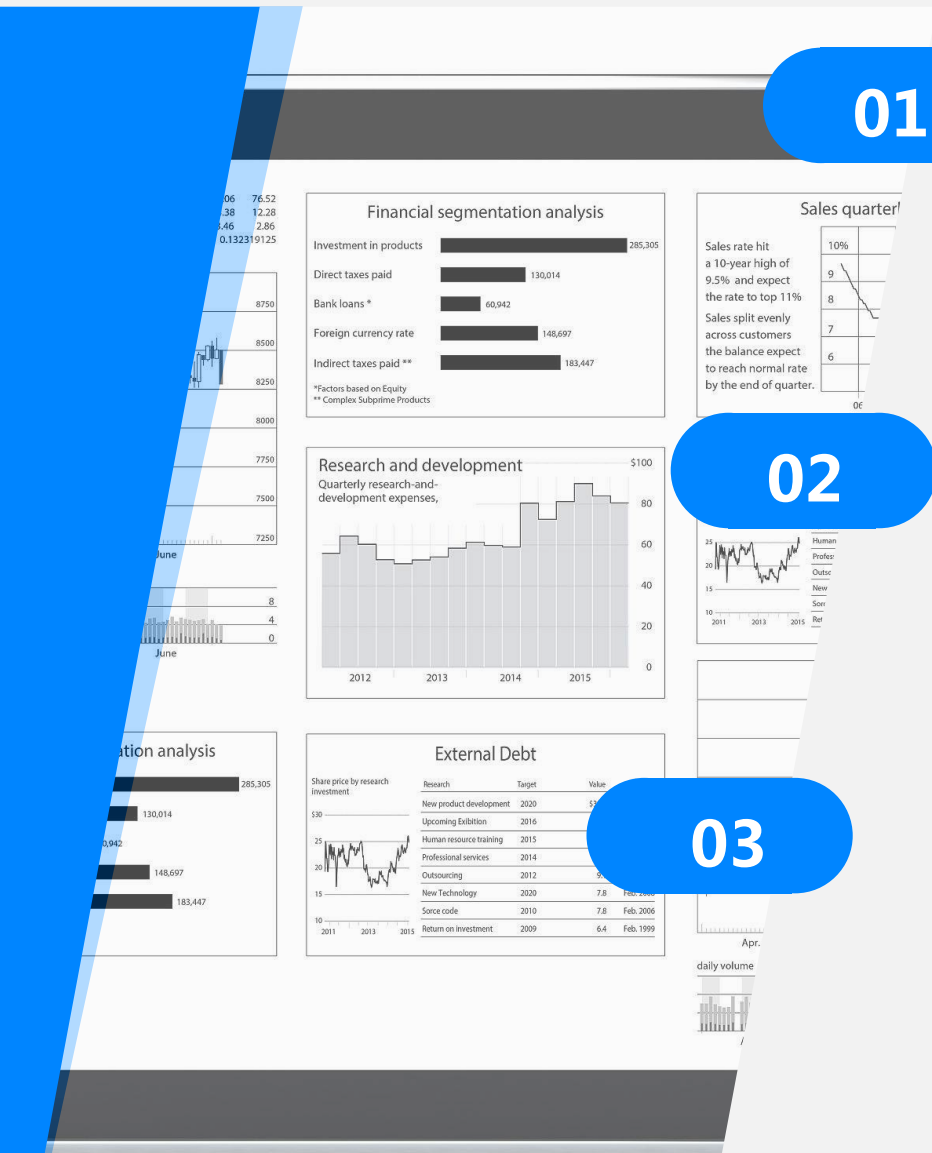 01
06 76.52
.38 12.28
.46 2.86
0.132319125
8750
8500
8250
8000
7750
7500
7250
June
8
4
0
June
Financial segmentation analysis
Investment in products 285,305
Direct taxes paid 130,014
Bank loans * 60,942
Foreign currency rate 148,697
Indirect taxes paid ** 183,447
*Factors based on Equity
** Complex Subprime Products
Sales quarterl
Sales rate hit
a 10-year high of
9.5% and expect
the rate to top 11%
Sales split evenly
across customers
the balance expect
to reach normal rate
by the end of quarter.
10%
9
8
7
6
06
Research and development
Quarterly research-and-
development expenses,
$100
80
60
40
20
0
2012 2013 2014 2015
02
25
20
15
10
2011 2013 2015
Human
Profes
Outsc
New
Sor
Ret
ation analysis
285,305
130,014
0,942
148,697
183,447
External Debt
Share price by research
investment
$30
25
20
15
10
2011 2013 2015
Research Target Value
New product development 2020
Upcoming Exibition 2016
Human resource training 2015
Professional services 2014
Outsourcing 2012
New Technology 2020 7.8 Feb.
Sorce code 2010 7.8 Feb. 2006
Return on investment 2009 6.4 Feb. 1999
03
Apr.
daily volume